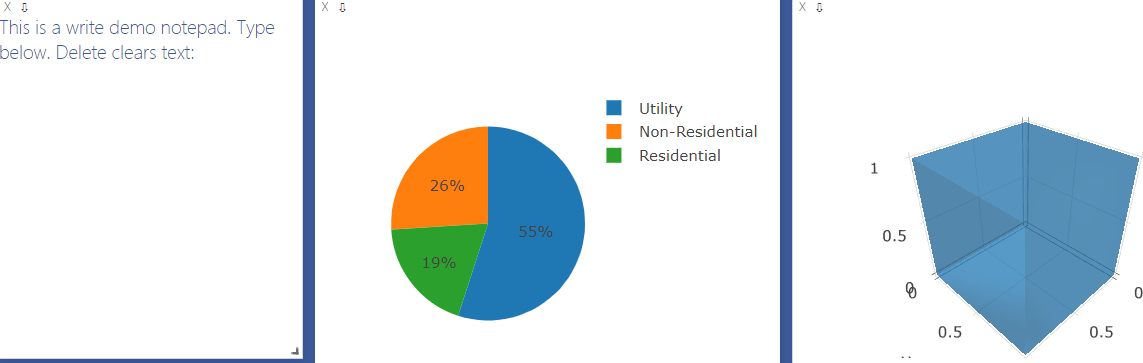 X ⇩
This is a write demo notepad. Type
below. Delete clears text:
X ⇩
Utility
Non-Residential
Residential
26%
55%
19%
X ⇩
1
0.5
0
0
0
0.5
0.5